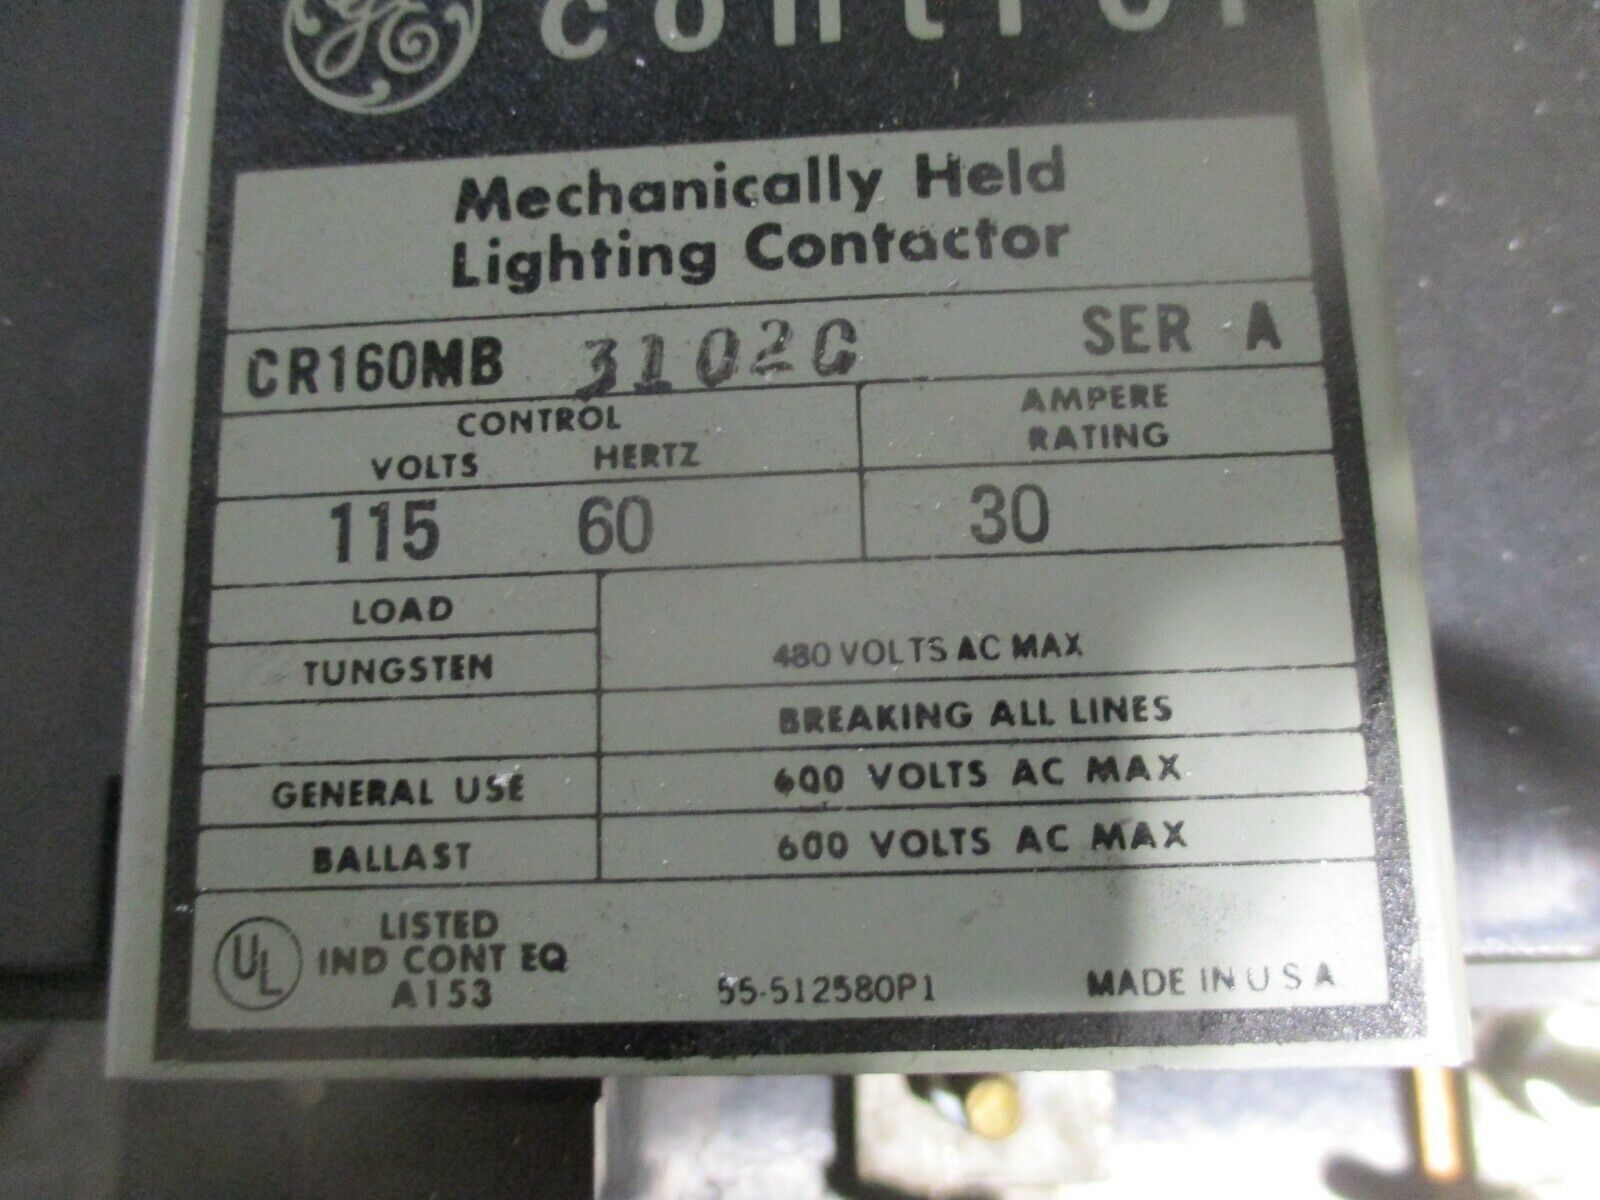 GE control
Mechanically Held
Lighting Contactor
CR160MB 3102C SER A
CONTROL
VOLTS HERTZ
AMPERE
RATING
115 60 30
LOAD
TUNGSTEN 480 VOLTS AC MAX
BREAKING ALL LINES
GENERAL USE 600 VOLTS AC MAX
BALLAST 600 VOLTS AC MAX
UL LISTED
IND CONT EQ
A153
55-512580P1
MADE IN U S A